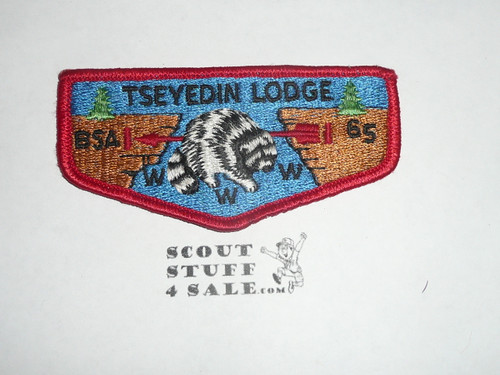 TSEYEDIN LODGE
BSA 65
W W W
SCOUT
STUFF
4 SALE.COM